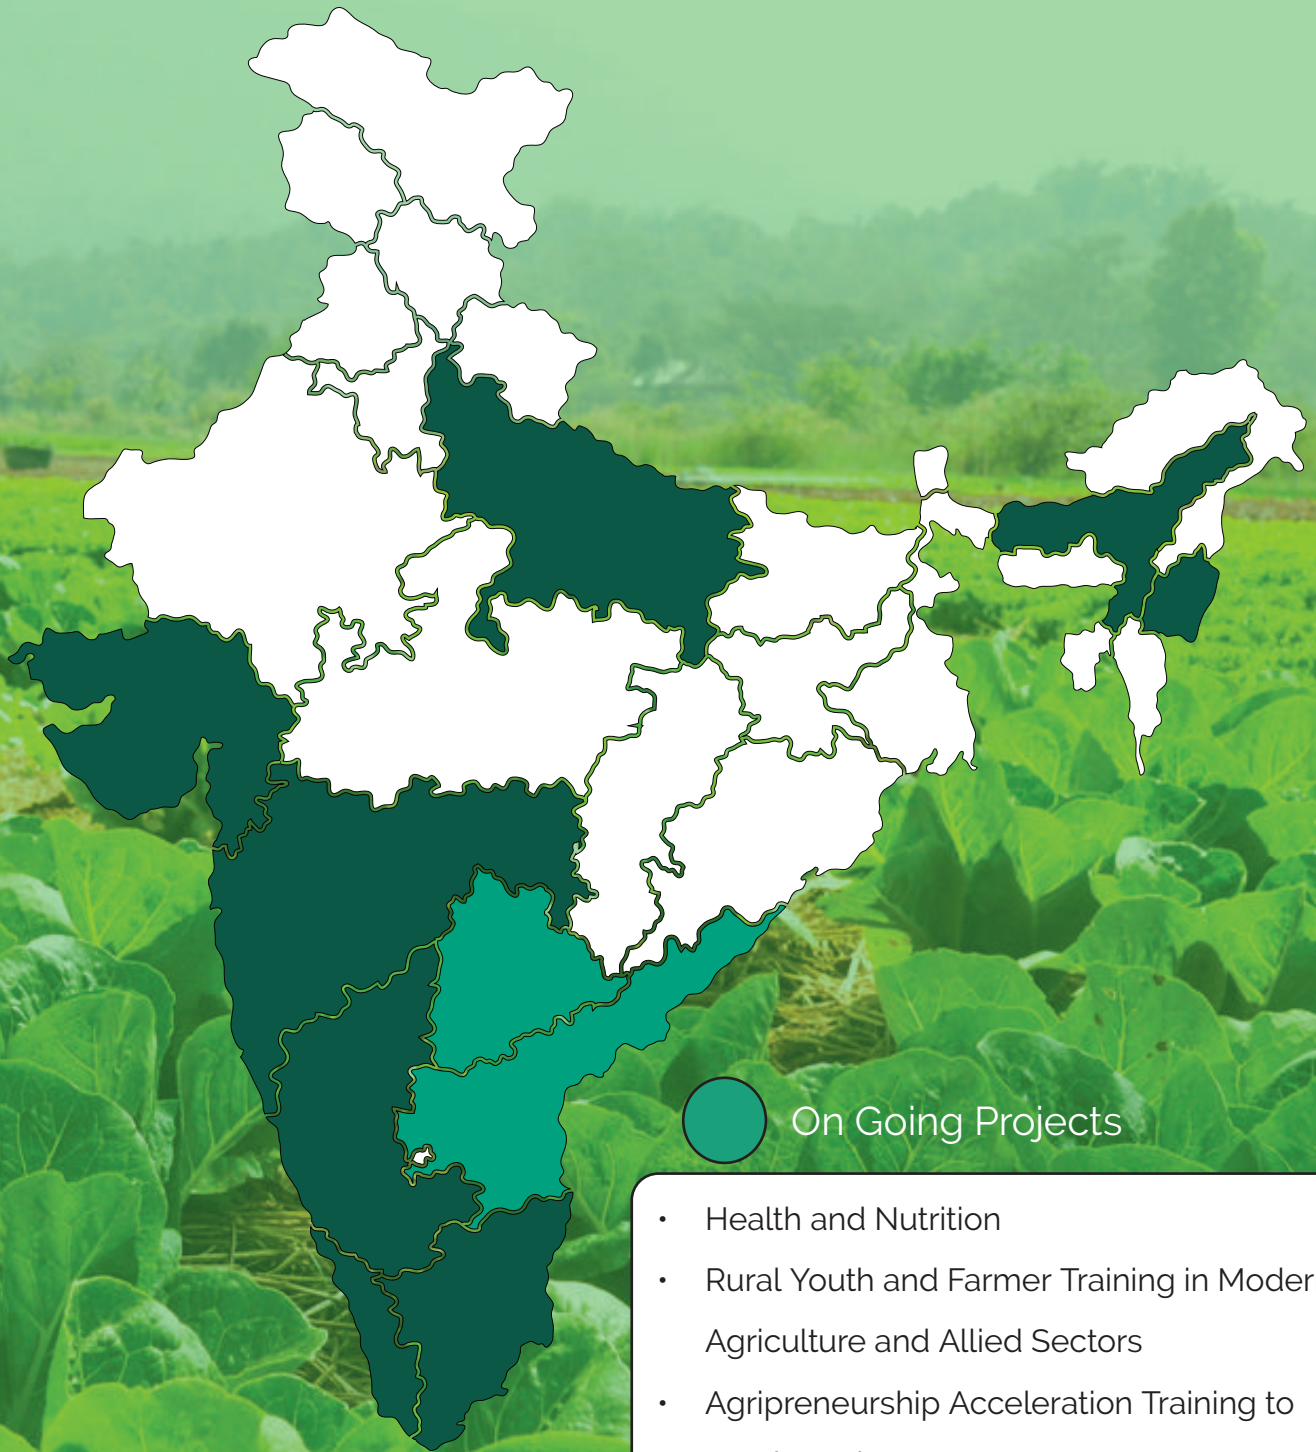 On Going Projects
• Health and Nutrition
• Rural Youth and Farmer Training in Moder
Agriculture and Allied Sectors
• Agripreneurship Acceleration Training to